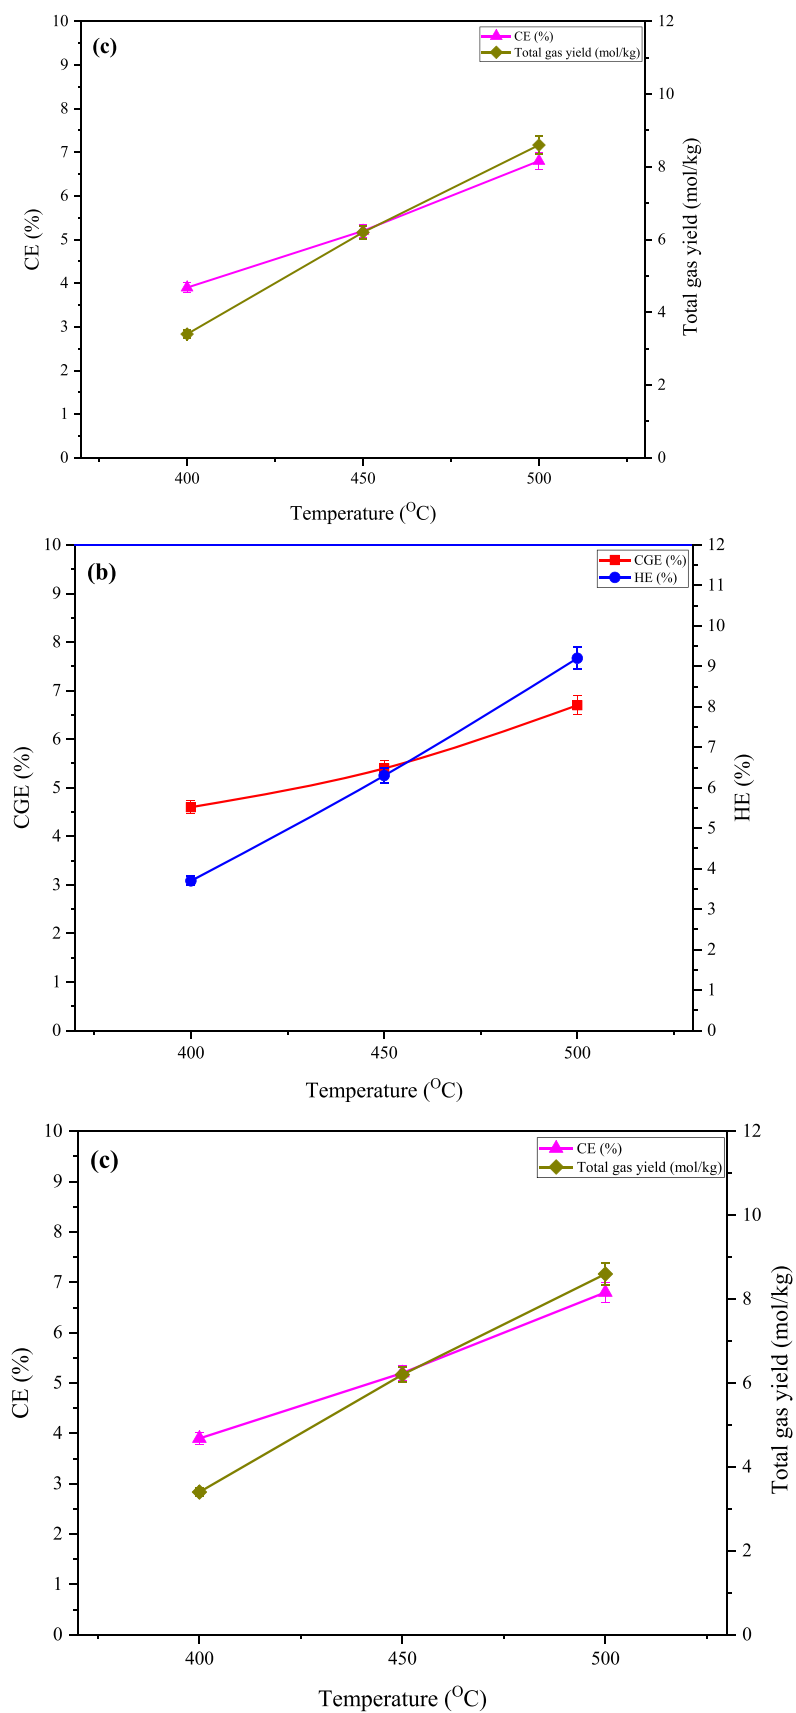 (c)
CE (%)
Total gas yield (mol/kg)
10
9
8
7
6
5
4
3
2
1
0
12
10
8
6
4
2
0
CE (%)
Total gas yield (mol/kg)
400 450 500
Temperature (OC)
(b)
CGE (%)
HE (%)
10
9
8
7
6
5
4
3
2
1
0
12
11
10
9
8
7
6
5
4
3
2
1
0
CGE (%)
HE (%)
400 450 500
Temperature (OC)
(c)
CE (%)
Total gas yield (mol/kg)
10
9
8
7
6
5
4
3
2
1
0
12
10
8
6
4
2
0
CE (%)
Total gas yield (mol/kg)
400 450 500
Temperature (OC)